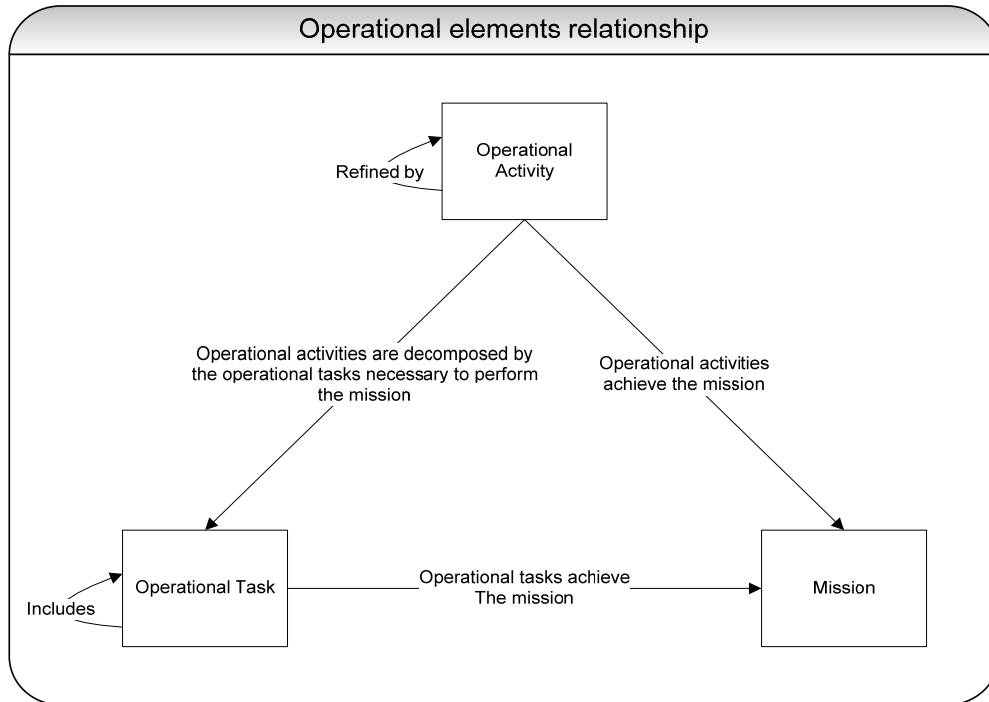 Operational elements relationship
Operational
Activity
Refined by
Operational activities are decomposed by
the operational tasks necessary to perform
the mission
Operational activities
achieve the mission
Operational Task
Includes
Operational tasks achieve
The mission
Mission